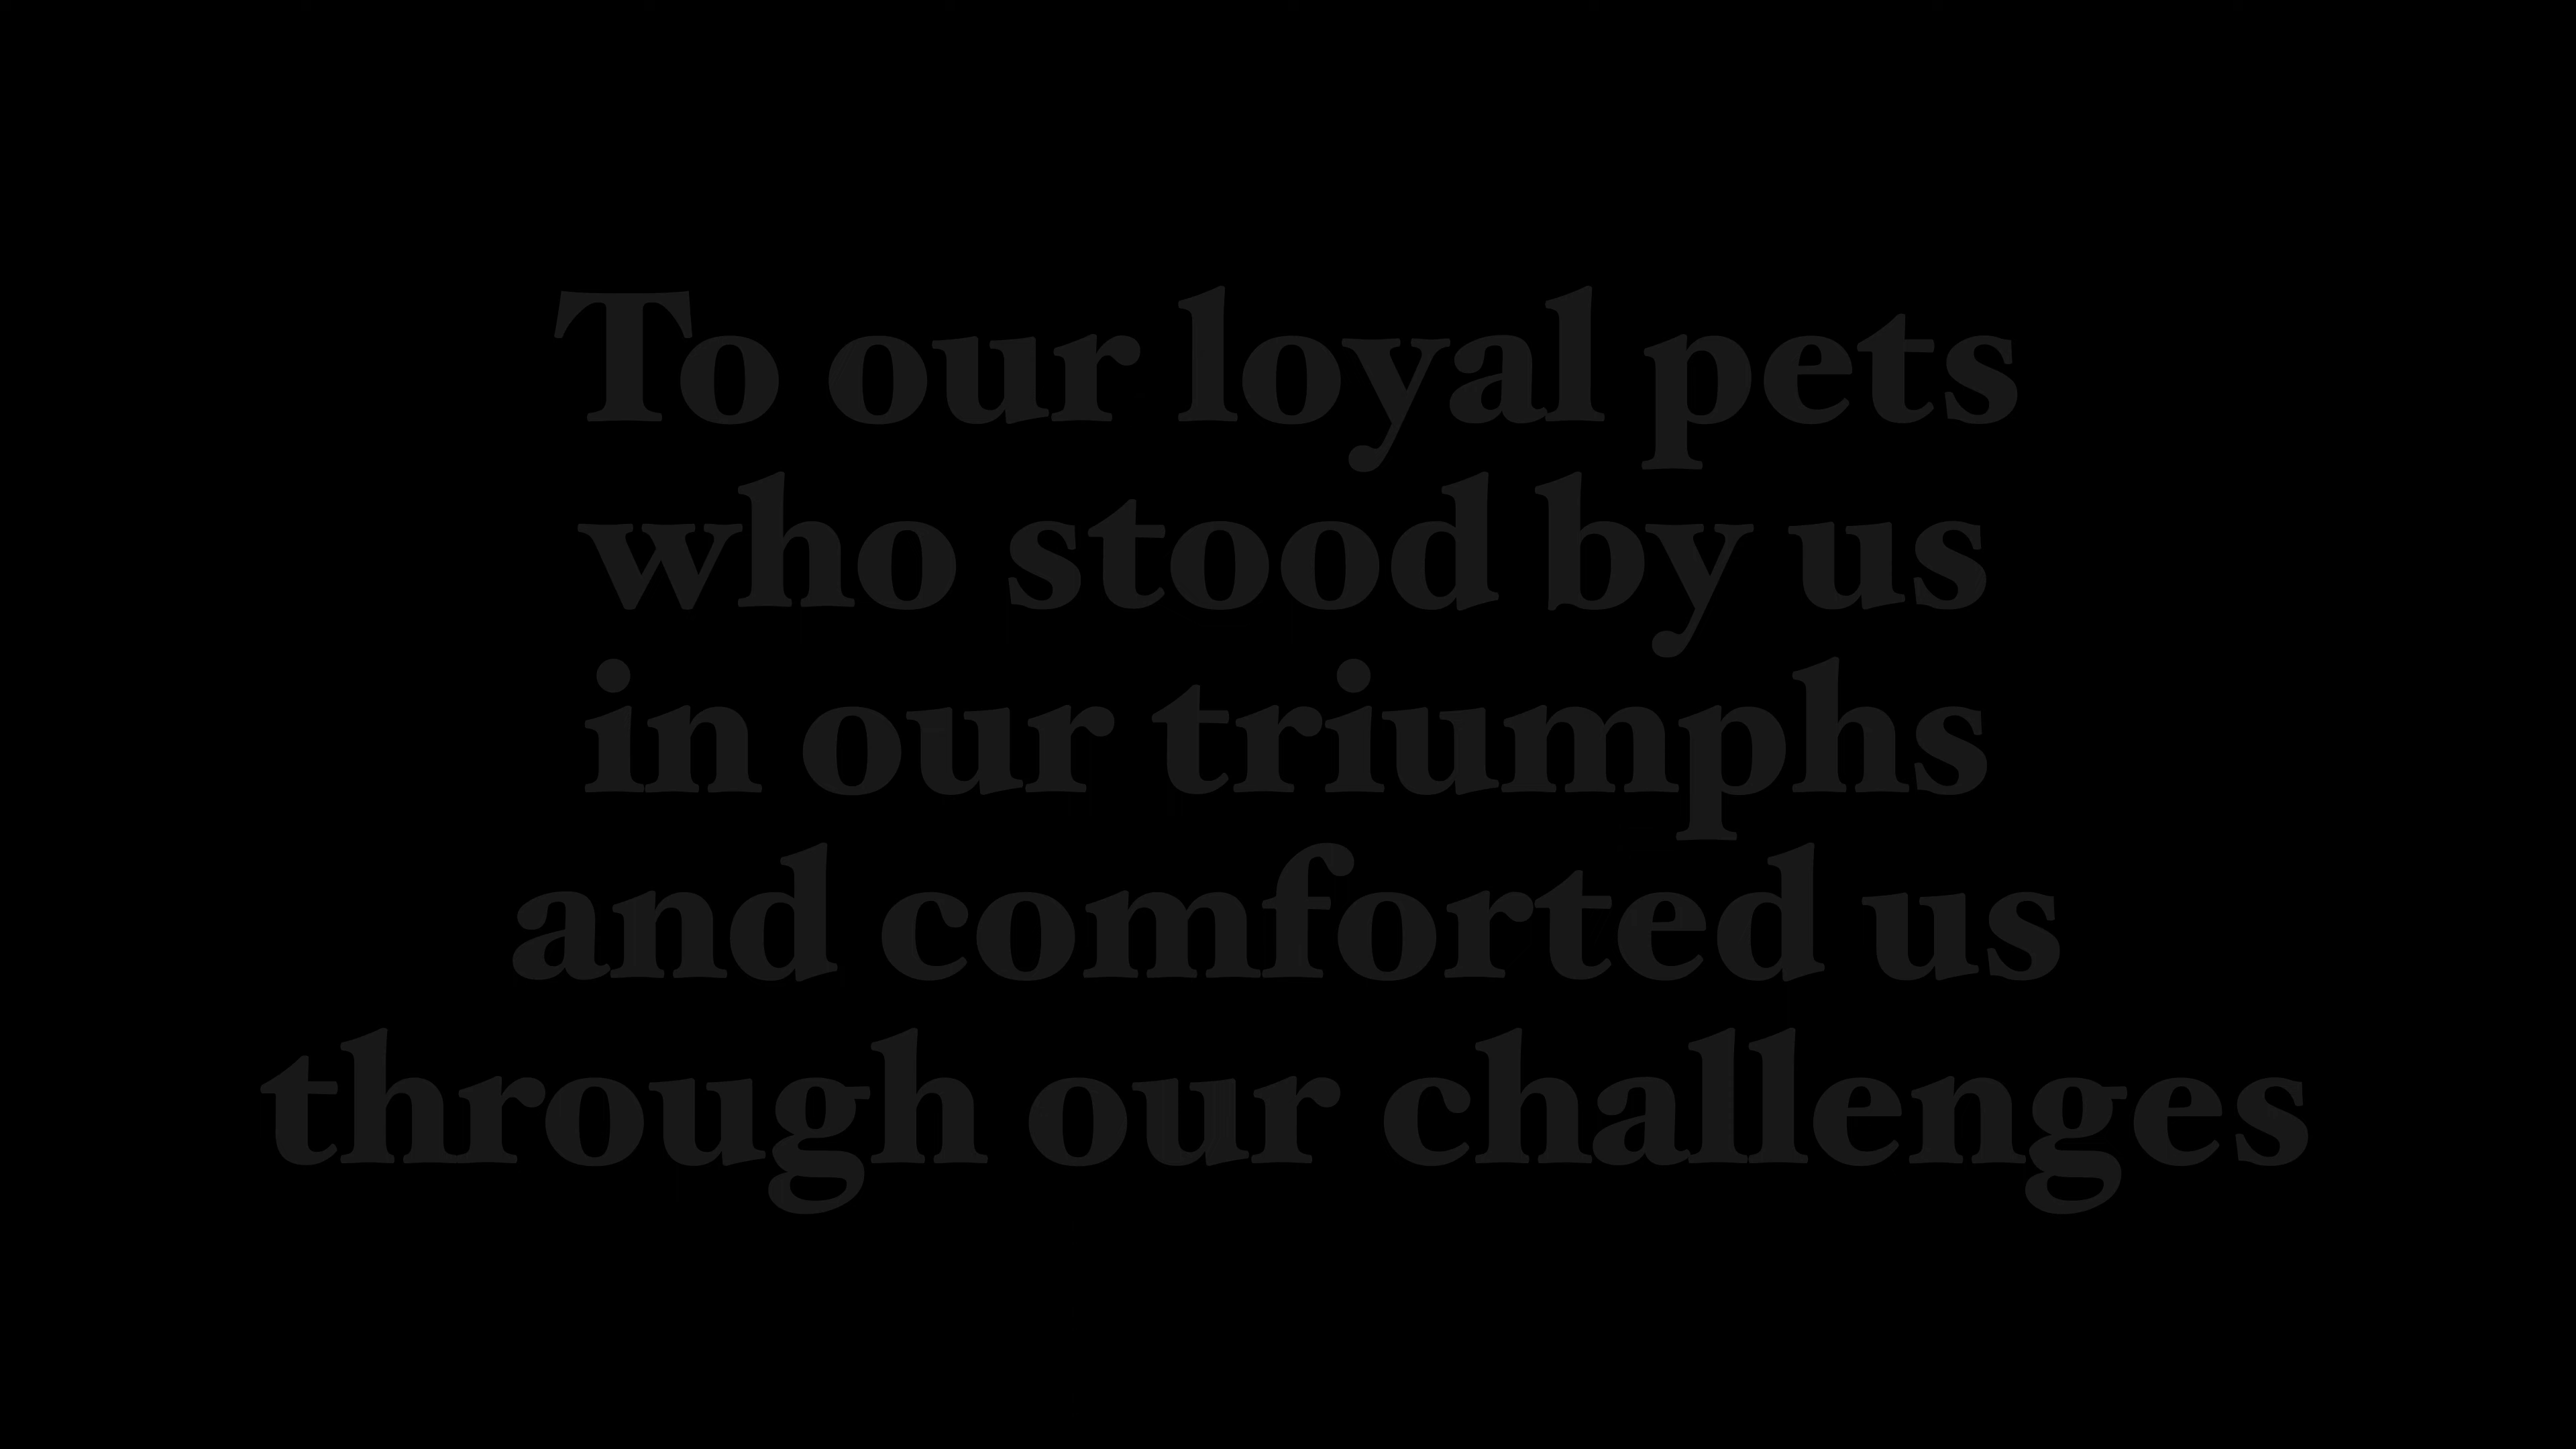 To our loyal pets
who stood by us
in our triumphs
and comforted us
through our challenges